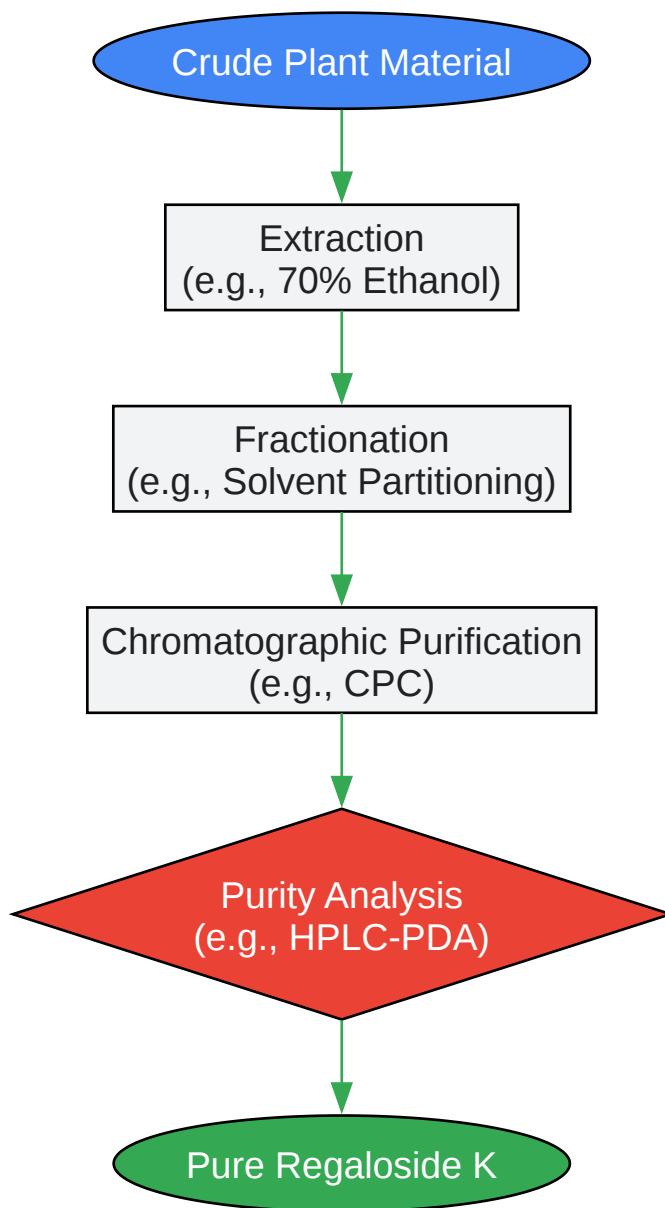 Crude Plant Material
Extraction
(e.g., 70% Ethanol)
Fractionation
(e.g., Solvent Partitioning)
Chromatographic Purification
(e.g., CPC)
Purity Analysis
(e.g., HPLC-PDA)
Pure Regaloside K